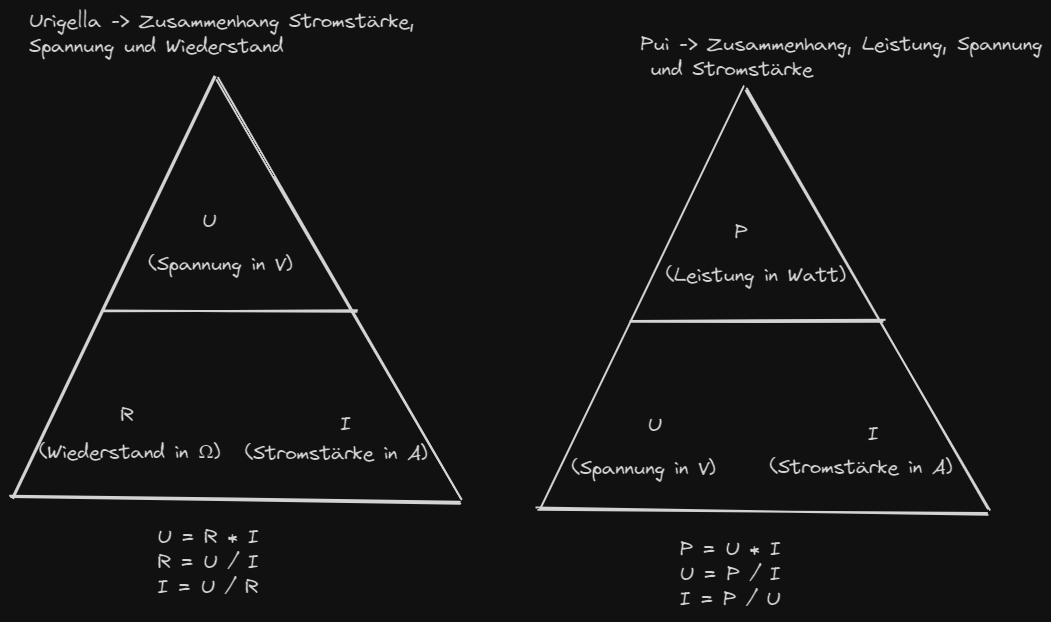 Urigella -> Zusammenhang Stromstärke,
Spannung und Wiederstand
U
(Spannung in V)
R
(Wiederstand in Ω)
I
(Stromstärke in A)
U = R * I
R = U / I
I = U / R
Pui -> Zusammenhang, Leistung, Spannung
und Stromstärke
P
(Leistung in Watt)
U
(Spannung in V)
I
(Stromstärke in A)
P = U * I
U = P / I
I = P / U